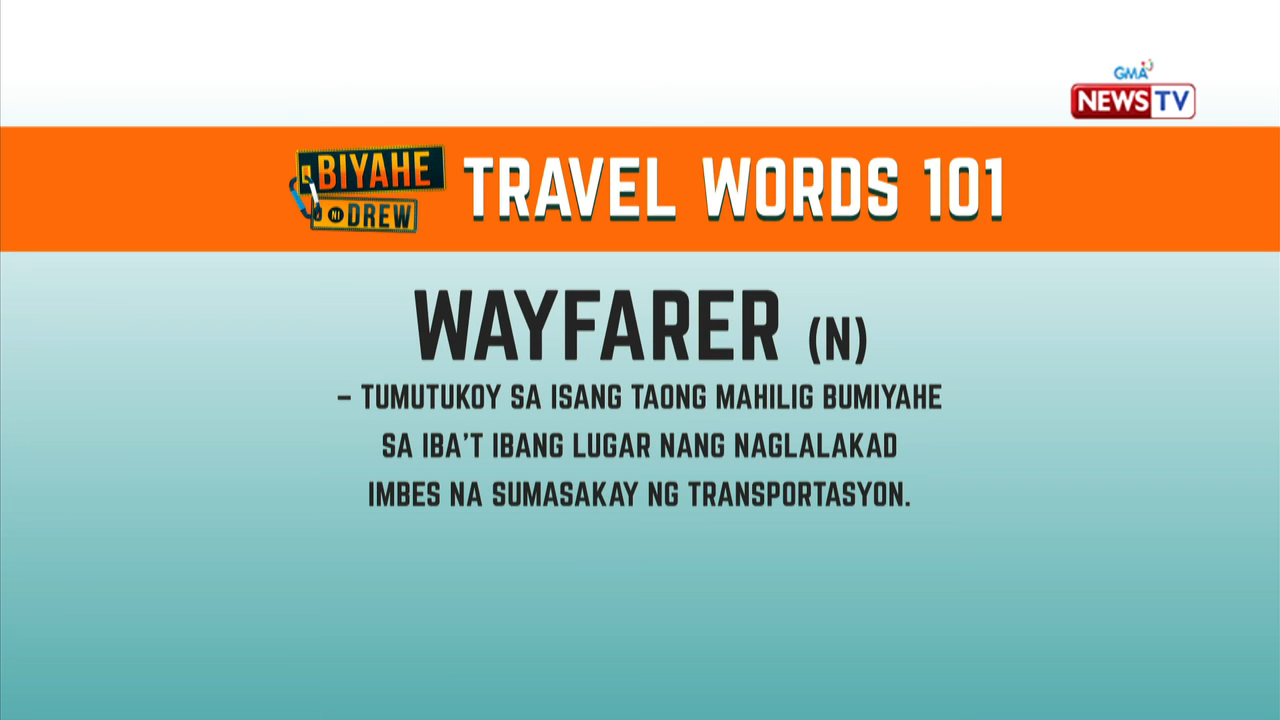 GMA
NEWS TV
BIYAHE
NI DREW
TRAVEL WORDS 101
WAYFARER (N)
– TUMUTUKOY SA ISANG TAONG MAHILIG BUMIYAHE
SA IBA'T IBANG LUGAR NANG NAGLALAKAD
IMBES NA SUMASAKAY NG TRANSPORTASYON.